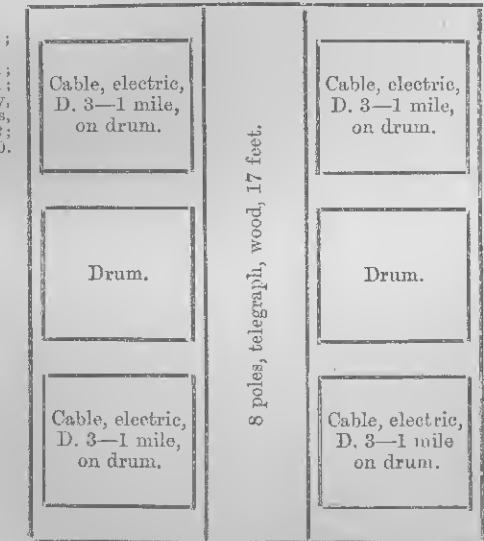 Cable, electric,
D. 3—1 mile,
on drum.
Drum.
Cable, electric,
D. 3—1 mile,
on drum.
8 poles, telegraph, wood, 17 feet.
Cable, electric,
D. 3—1 mile,
on drum.
Drum.
Cable, electric,
D. 3—1 mile
on drum.